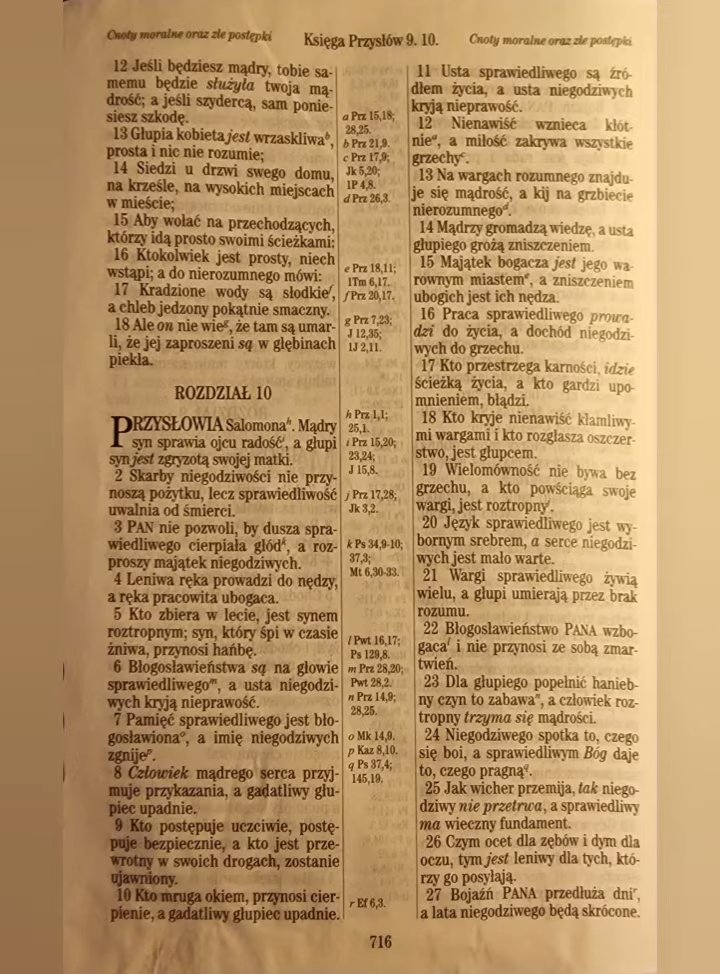 Cnoty moralne oraz złe postępki
Księga Przysłów 9. 10.
Cnoty moralne oraz złe postępki
12 Jeśli będziesz mądry, tobie sa-
memu będzie służyła twoja mą-
drość; a jeśli szydercą, sam ponie-
siesz szkodę.
13 Głupia kobieta jest wrzaskliwaᵇ,
prosta i nic nie rozumie;
14 Siedzi u drzwi swego domu,
na krześle, na wysokich miejscach
w mieście;
15 Aby wołać na przechodzących,
którzy idą prosto swoimi ścieżkami:
16 Ktokolwiek jest prosty, niech
wstąpi; a do nierozumnego mówi:
17 Kradzione wody są słodkieᶠ,
a chleb jedzony pokątnie smaczny.
18 Ale on nie wieᵍ, że tam są umar-
li, że jej zaproszeni są w głębinach
piekła.
ROZDZIAŁ 10
PRZYSŁOWIA Salomonaʰ. Mądry
syn sprawia ojcu radośćⁱ, a głupi
syn jest zgryzotą swojej matki.
2 Skarby niegodziwości nie przy-
noszą pożytku, lecz sprawiedliwość
uwalnia od śmierci.
3 PAN nie pozwoli, by dusza spra-
wiedliwego cierpiała głódᵏ, a roz-
proszy majątek niegodziwych.
4 Leniwa ręka prowadzi do nędzy,
a ręka pracowita ubogaca.
5 Kto zbiera w lecie, jest synem
roztropnym; syn, który śpi w czasie
żniwa, przynosi hańbę.
6 Błogosławieństwa są na głowie
sprawiedliwegoᵐ, a usta niegodzi-
wych kryją nieprawość.
7 Pamięć sprawiedliwego jest bło-
gosławionaᵒ, a imię niegodziwych
zgnijeᵖ.
8 Człowiek mądrego serca przyj-
muje przykazania, a gadatliwy głu-
piec upadnie.
9 Kto postępuje uczciwie, postę-
puje bezpiecznie, a kto jest prze-
wrotny w swoich drogach, zostanie
ujawniony.
10 Kto mruga okiem, przynosi cier-
pienie, a gadatliwy głupiec upadnie.
a Prz 15,18;
28,25.
b Prz 21,9.
c Prz 17,9;
Jk 5,20;
1P 4,8.
d Prz 26,3.
e Prz 18,11;
1Tm 6,17.
f Prz 20,17.
g Prz 7,23;
J 12,35;
1J 2,11.
h Prz 1,1;
25,1.
i Prz 15,20;
23,24;
J 15,8.
j Prz 17,28;
Jk 3,2.
k Ps 34,9-10;
37,3;
Mt 6,30-33.
l Pwt 16,17;
Ps 129,8.
m Prz 28,20;
Pwt 28,2.
n Prz 14,9;
28,25.
o Mk 14,9.
p Kaz 8,10.
q Ps 37,4;
145,19.
r Ef 6,3.
11 Usta sprawiedliwego są źró-
dłem życia, a usta niegodziwych
kryją nieprawość.
12 Nienawiść wznieca kłót-
nieᵃ, a miłość zakrywa wszystkie
grzechyᶜ.
13 Na wargach rozumnego znajdu-
je się mądrość, a kij na grzbiecie
nierozumnegoᵈ.
14 Mądrzy gromadzą wiedzę, a usta
głupiego grożą zniszczeniem.
15 Majątek bogacza jest jego wa-
rownym miastemᵉ, a zniszczeniem
ubogich jest ich nędza.
16 Praca sprawiedliwego prowa-
dzi do życia, a dochód niegodzi-
wych do grzechu.
17 Kto przestrzega karności, idzie
ścieżką życia, a kto gardzi upo-
mnieniem, błądzi.
18 Kto kryje nienawiść kłamliwy-
mi wargami i kto rozgłasza oszczer-
stwo, jest głupcem.
19 Wielomówność nie bywa bez
grzechu, a kto powściąga swoje
wargi, jest roztropnyʲ.
20 Język sprawiedliwego jest wy-
bornym srebrem, a serce niegodzi-
wych jest mało warte.
21 Wargi sprawiedliwego żywią
wielu, a głupi umierają przez brak
rozumu.
22 Błogosławieństwo PANA wzbo-
gacaˡ i nie przynosi ze sobą zmar-
twień.
23 Dla głupiego popełnić hanieb-
ny czyn to zabawaⁿ, a człowiek roz-
tropny trzyma się mądrości.
24 Niegodziwego spotka to, czego
się boi, a sprawiedliwym Bóg daje
to, czego pragną<sup>q</sup>.
25 Jak wicher przemija, tak niego-
dziwy nie przetrwa, a sprawiedliwy
ma wieczny fundament.
26 Czym ocet dla zębów i dym dla
oczu, tym jest leniwy dla tych, któ-
rzy go posyłają.
27 Bojaźń PANA przedłuża dniʳ,
a lata niegodziwego będą skrócone.
716